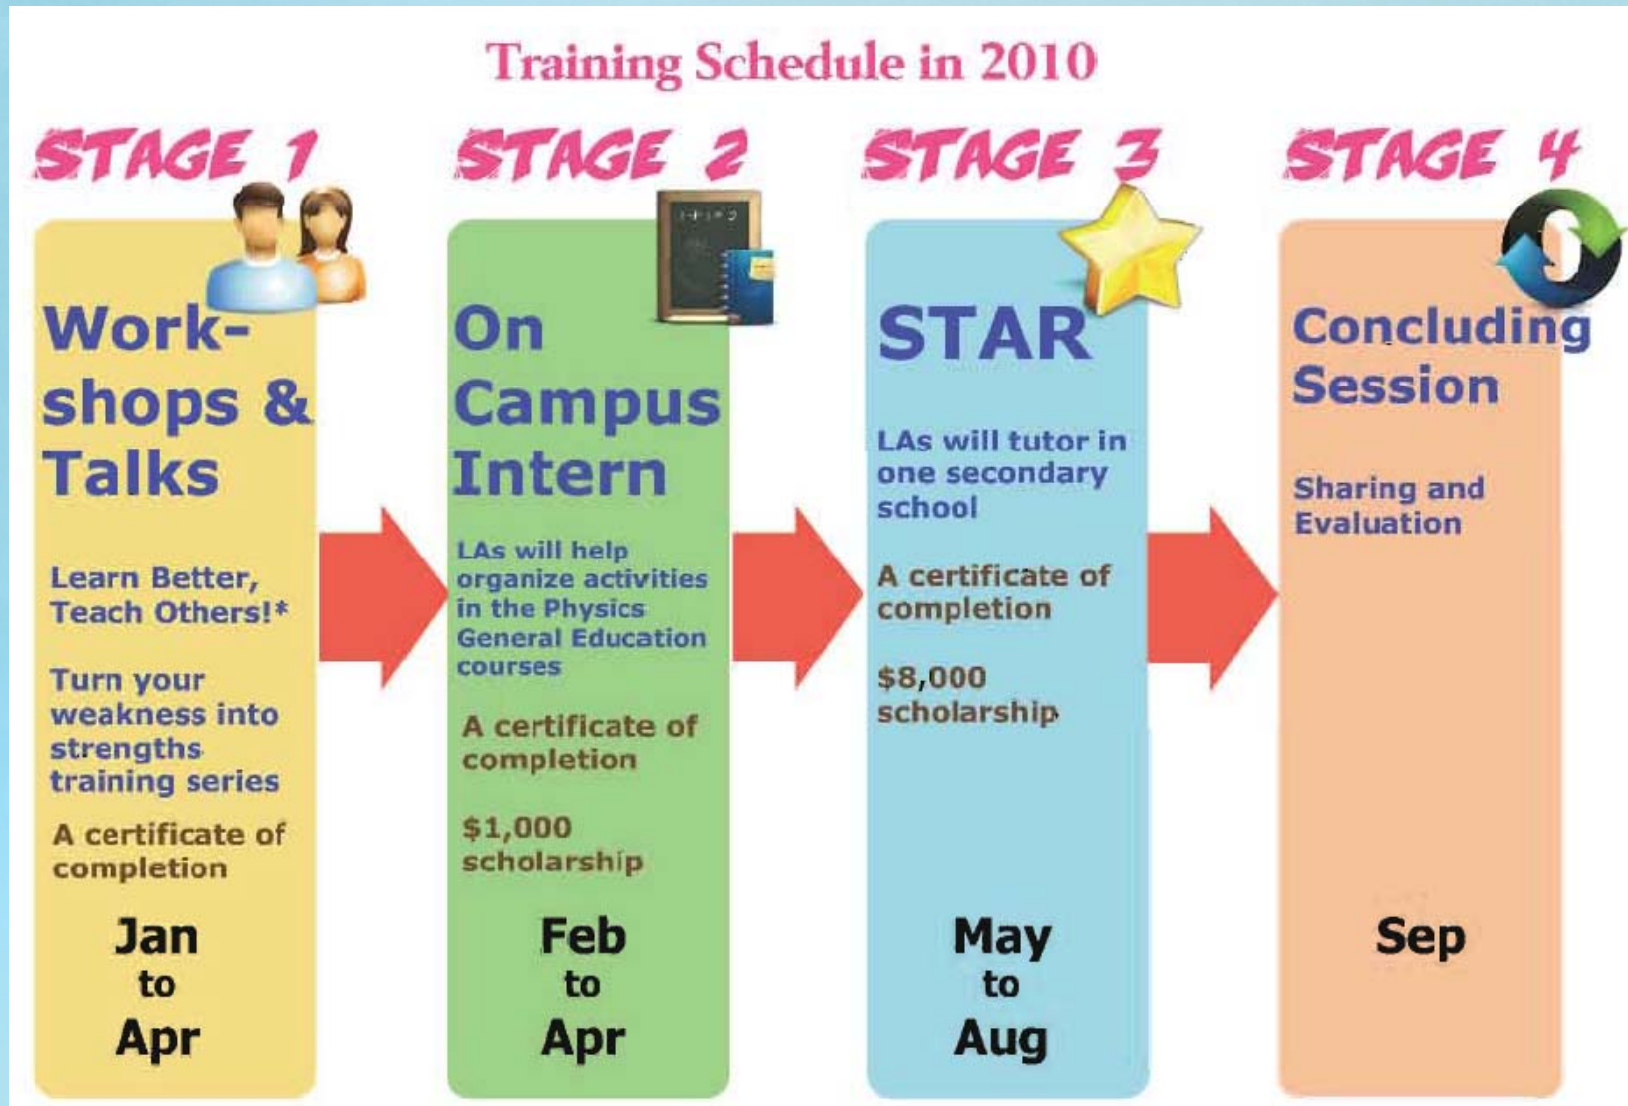 Training Schedule in 2010
STAGE 1
Work-
shops &
Talks
Learn Better,
Teach Others!*
Turn your
weakness into
strengths
training series
A certificate of
completion
Jan
to
Apr
STAGE 2
On
Campus
Intern
LAs will help
organize activities
in the Physics
General Education
courses
A certificate of
completion
$1,000
scholarship
Feb
to
Apr
STAGE 3
STAR
LAs will tutor in
one secondary
school
A certificate of
completion
$8,000
scholarship
May
to
Aug
STAGE 4
Concluding
Session
Sharing and
Evaluation
Sep